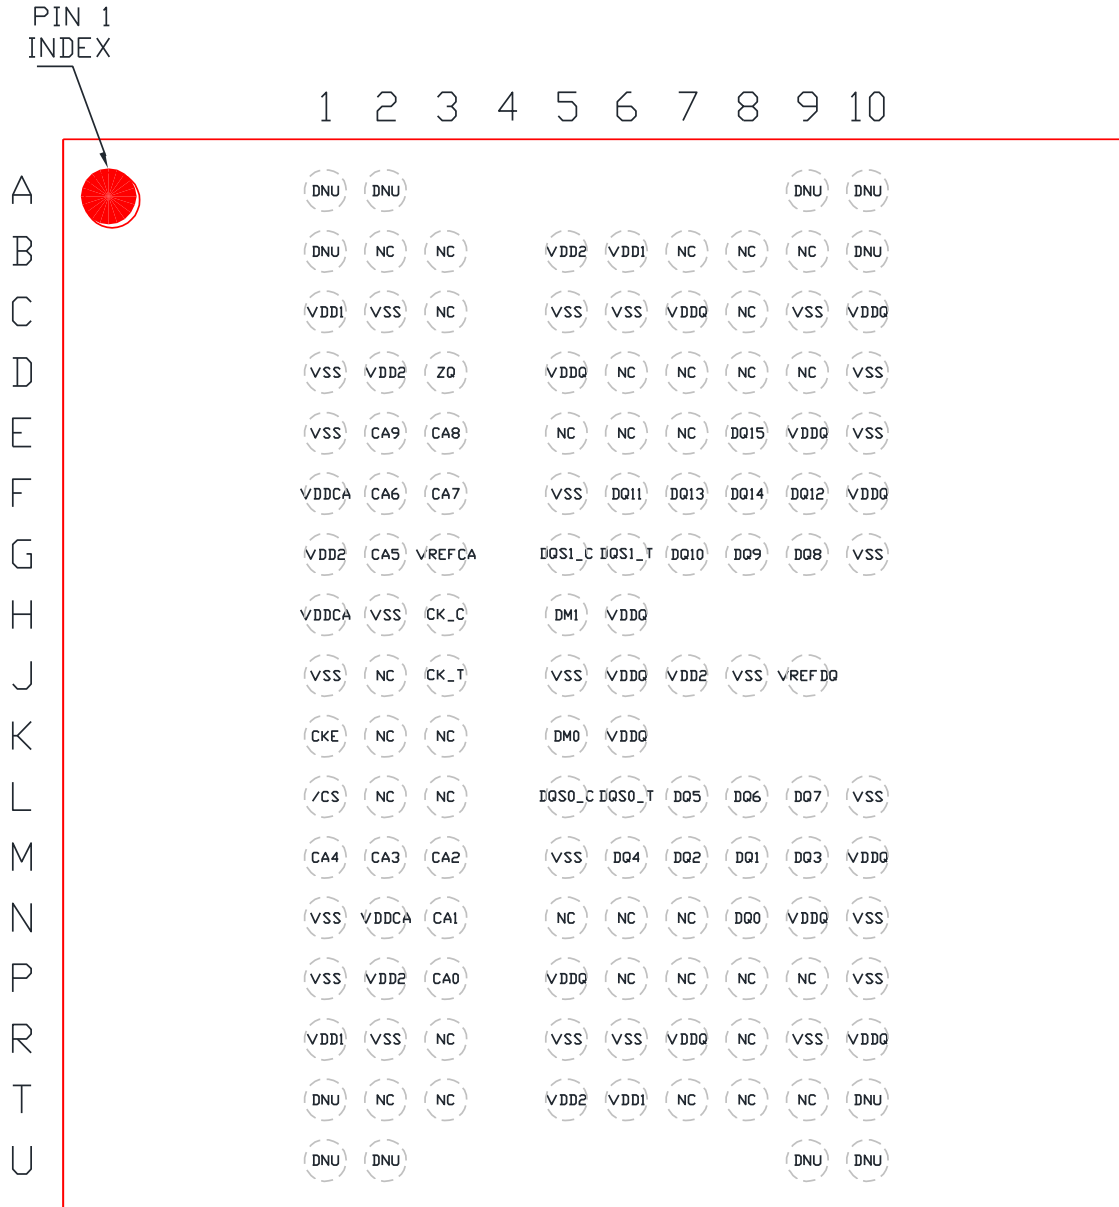 PIN 1
INDEX
1 2 3 4 5 6 7 8 9 10
A DNU DNU DNU DNU
B DNU NC NC VDD2 VDD1 NC NC NC DNU
C VDD1 VSS NC VSS VSS VDDQ NC VSS VDDQ
D VSS VDD2 ZQ VDDQ NC NC NC NC VSS
E VSS CA9 CA8 NC NC NC DQ15 VDDQ VSS
F VDDCA CA6 CA7 VSS DQ11 DQ13 DQ14 DQ12 VDDQ
G VDD2 CA5 VREFCA DQS1_C DQS1_T DQ10 DQ9 DQ8 VSS
H VDDCA VSS CK_C DM1 VDDQ
J VSS NC CK_T VSS VDDQ VDD2 VSS VREFDQ
K CKE NC NC DM0 VDDQ
L /CS NC NC DQS0_C DQS0_T DQ5 DQ6 DQ7 VSS
M CA4 CA3 CA2 VSS DQ4 DQ2 DQ1 DQ3 VDDQ
N VSS VDDCA CA1 NC NC NC DQ0 VDDQ VSS
P VSS VDD2 CA0 VDDQ NC NC NC NC VSS
R VDD1 VSS NC VSS VSS VDDQ NC VSS VDDQ
T DNU NC NC VDD2 VDD1 NC NC NC DNU
U DNU DNU DNU DNU